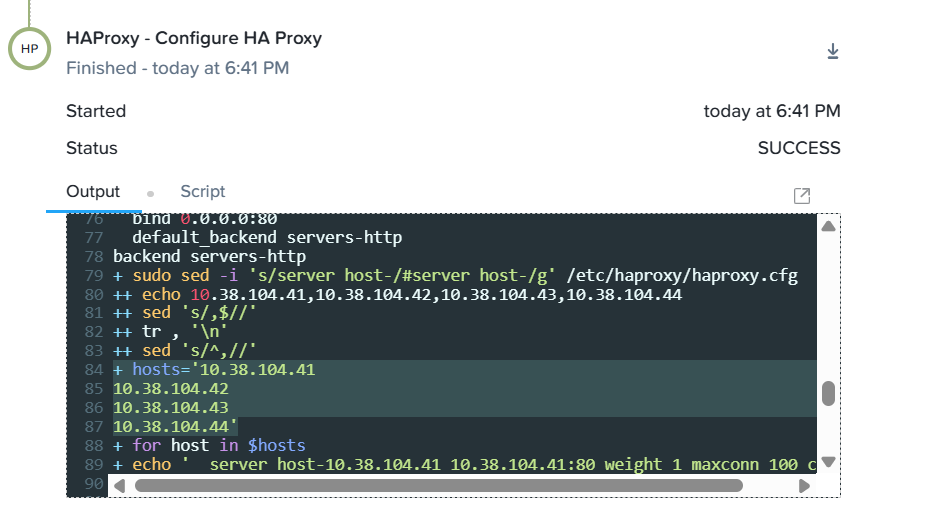 HP
HAProxy - Configure HA Proxy
Finished - today at 6:41 PM
Started today at 6:41 PM
Status SUCCESS
Output Script
76 bind 0.0.0.0:80
77 default_backend servers-http
78 backend servers-http
79 + sudo sed -i 's/server host-/#server host-/g' /etc/haproxy/haproxy.cfg
80 ++ echo 10.38.104.41,10.38.104.42,10.38.104.43,10.38.104.44
81 ++ sed 's/,$//'
82 ++ tr , '\n'
83 ++ sed 's/^,//'
84 + hosts='10.38.104.41
85 10.38.104.42
86 10.38.104.43
87 10.38.104.44'
88 + for host in $hosts
89 + echo '  server host-10.38.104.41 10.38.104.41:80 weight 1 maxconn 100 c
90